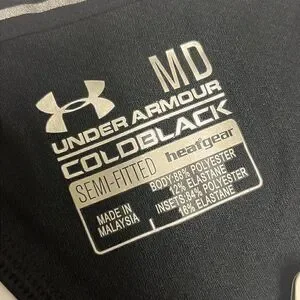 MD
UNDER ARMOUR
COLDBLACK
SEMI-FITTED heatgear
BODY:88% POLYESTER
12% ELASTANE
INSETS:84% POLYESTER
16% ELASTANE
MADE IN
MALAYSIA